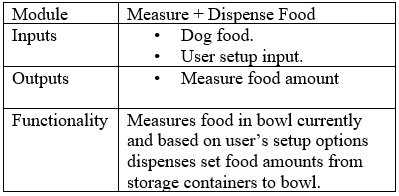 Module Measure + Dispense Food
Inputs • Dog food.
• User setup input.
Outputs • Measure food amount
Functionality Measures food in bowl currently
and based on user's setup options
dispenses set food amounts from
storage containers to bowl.